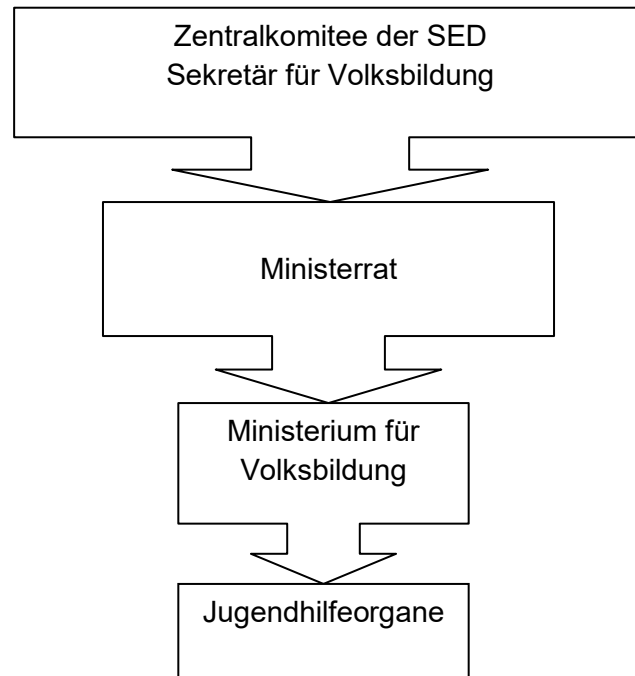 Zentralkomitee der SED
Sekretär für Volksbildung
Ministerrat
Ministerium für
Volksbildung
Jugendhilfeorgane